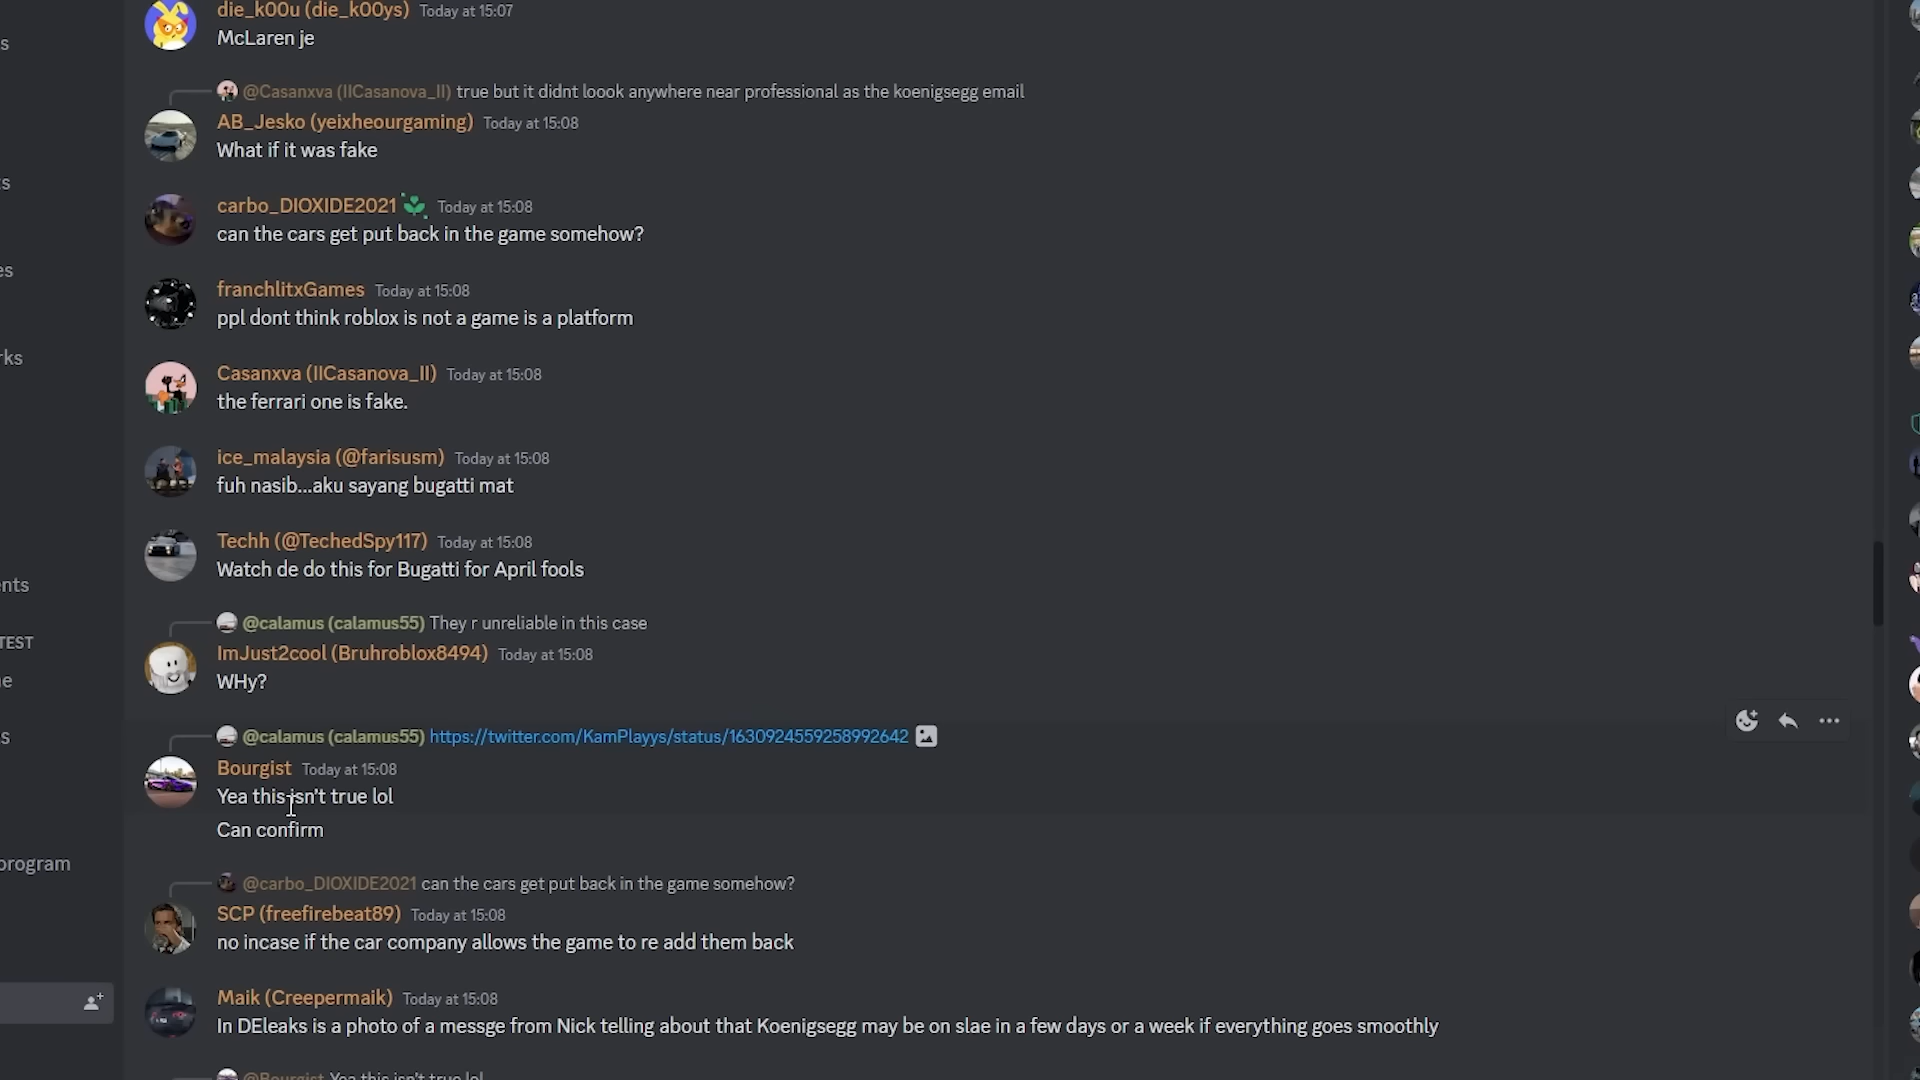 die_k00u (die_k00ys) Today at 15:07
McLaren je
@Casanxva (IICasanova_II) true but it didnt loook anywhere near professional as the koenigsegg email
AB_Jesko (yeixheourgaming) Today at 15:08
What if it was fake
carbo_DIOXIDE2021 Today at 15:08
can the cars get put back in the game somehow?
franchlitxGames Today at 15:08
ppl dont think roblox is not a game is a platform
Casanxva (IICasanova_II) Today at 15:08
the ferrari one is fake.
ice_malaysia (@farisusm) Today at 15:08
fuh nasib...aku sayang bugatti mat
Techh (@TechedSpy117) Today at 15:08
Watch de do this for Bugatti for April fools
@calamus (calamus55) They r unreliable in this case
ImJust2cool (Bruhroblox8494) Today at 15:08
WHy?
@calamus (calamus55) https://twitter.com/KamPlayys/status/1630924559258992642
Bourgist Today at 15:08
Yea this isn't true lol
Can confirm
@carbo_DIOXIDE2021 can the cars get put back in the game somehow?
SCP (freefirebeat89) Today at 15:08
no incase if the car company allows the game to re add them back
Maik (Creepermaik) Today at 15:08
In DEleaks is a photo of a messge from Nick telling about that Koenigsegg may be on slae in a few days or a week if everything goes smoothly
@Bourgist Yea this isn't true lol
s
s
es
rks
ents
TEST
e
s
program